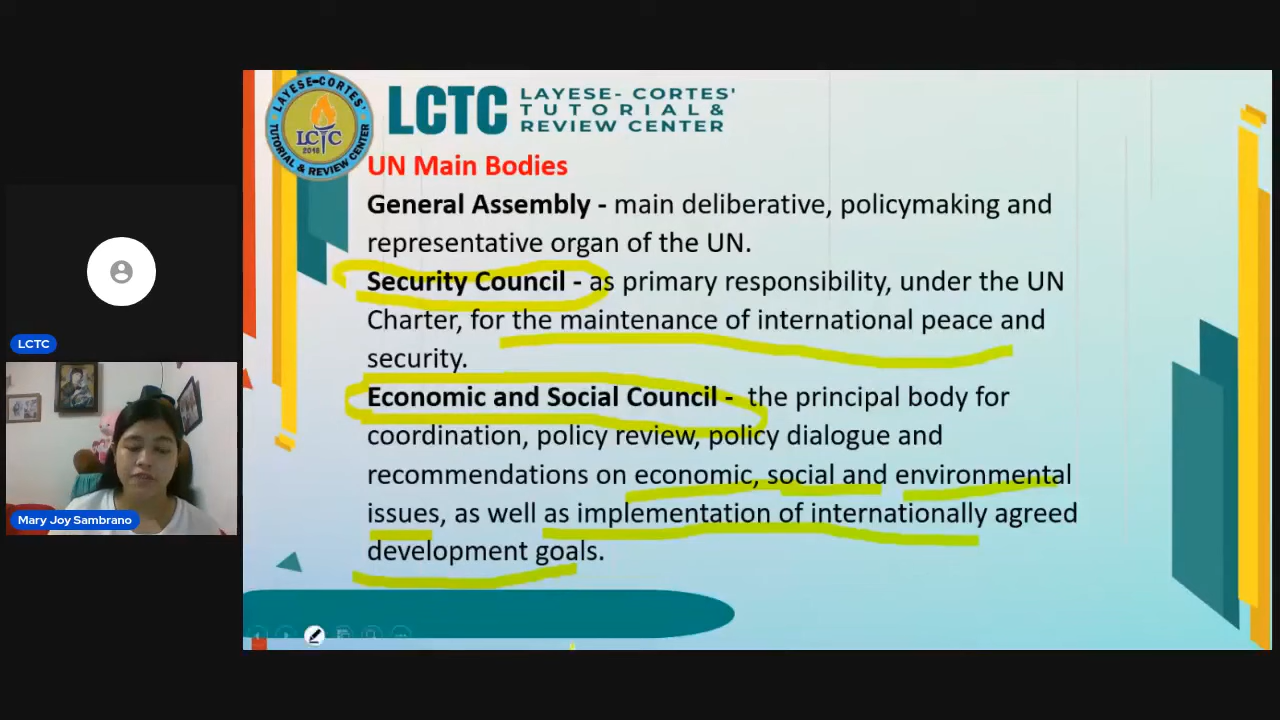 LAYESE-CORTES'
LCTC
2018
TUTORIAL & REVIEW CENTER
LCTC
LAYESE- CORTES'
TUTORIAL &
REVIEW CENTER
UN Main Bodies
General Assembly - main deliberative, policymaking and
representative organ of the UN.
Security Council - as primary responsibility, under the UN
Charter, for the maintenance of international peace and
security.
Economic and Social Council - the principal body for
coordination, policy review, policy dialogue and
recommendations on economic, social and environmental
issues, as well as implementation of internationally agreed
development goals.
LCTC
Mary Joy Sambrano